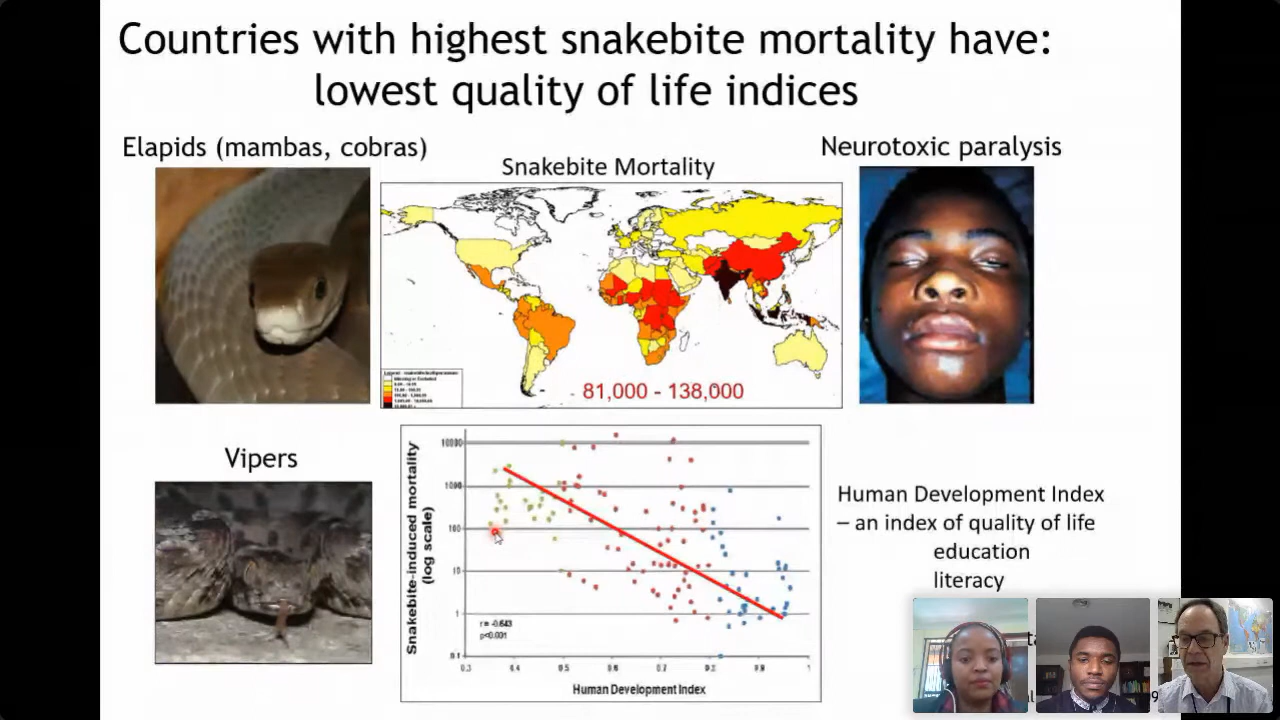 Countries with highest snakebite mortality have:
lowest quality of life indices
Elapids (mambas, cobras)
Snakebite Mortality
Neurotoxic paralysis
81,000 - 138,000
Vipers
Snakebite-induced mortality
(log scale)
10000
1000
100
10
1
0.1
r = -0.643
p<0.001
0.3 0.4 0.5 0.6 0.7 0.8 0.9 1
Human Development Index
Human Development Index
– an index of quality of life
education
literacy